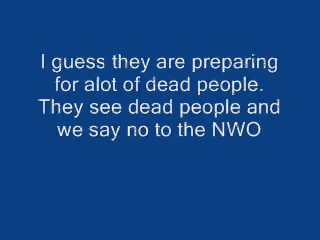 I guess they are preparing
for alot of dead people.
They see dead people and
we say no to the NWO